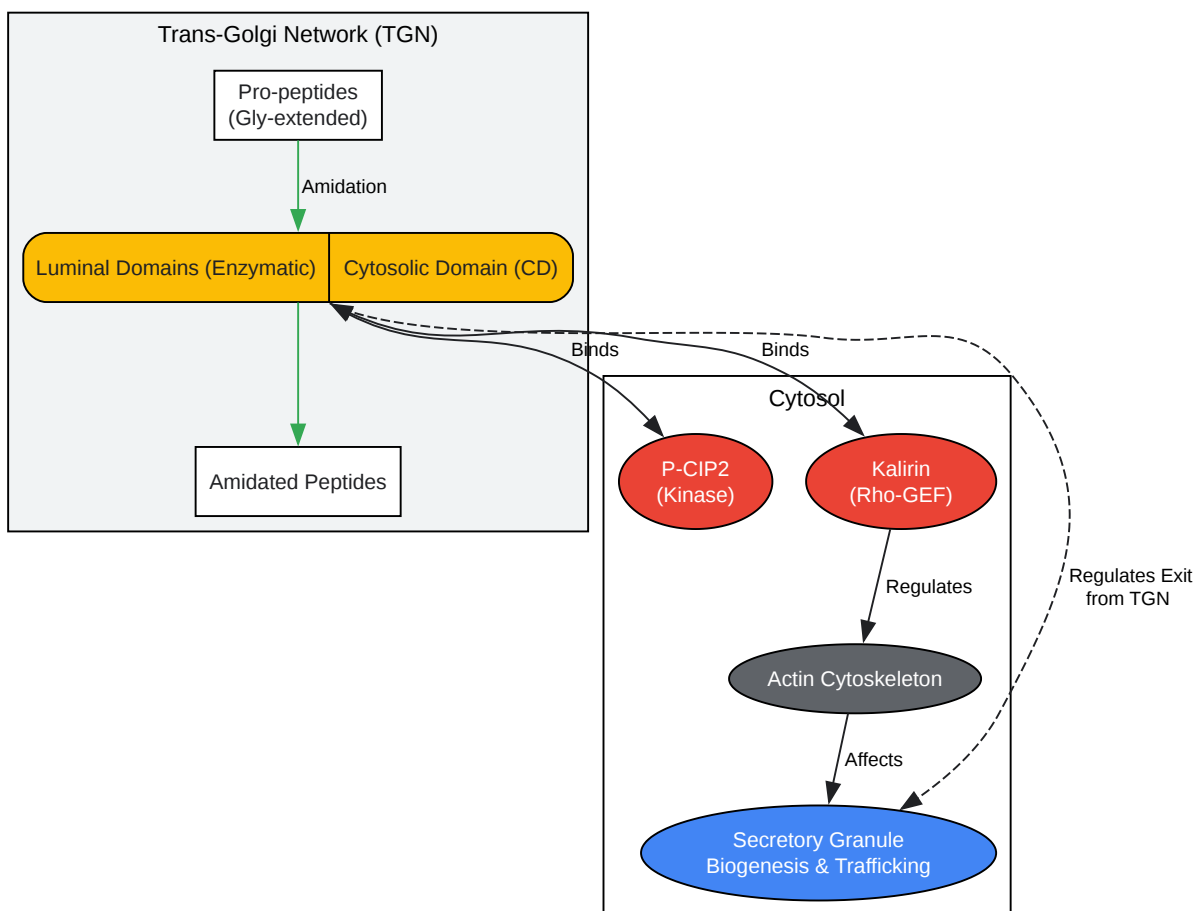 Trans-Golgi Network (TGN)
Pro-peptides
(Gly-extended)
Amidation
Luminal Domains (Enzymatic)
Cytosolic Domain (CD)
Binds
Binds
Cytosol
P-CIP2
(Kinase)
Kalirin
(Rho-GEF)
Amidated Peptides
Regulates
Regulates Exit
from TGN
Actin Cytoskeleton
Affects
Secretory Granule
Biogenesis & Trafficking